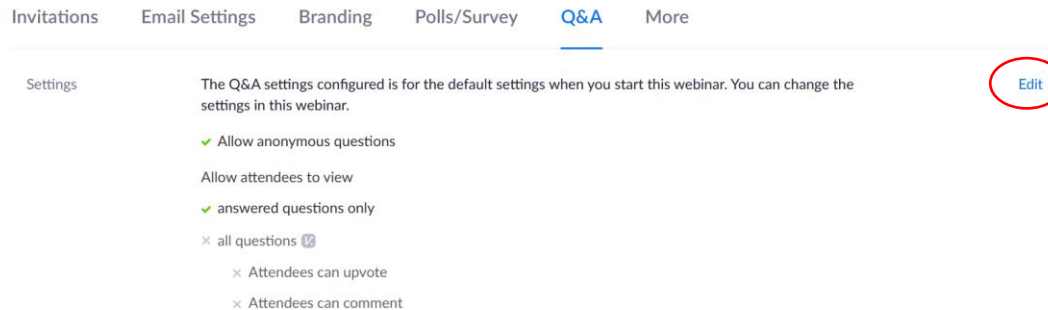 Invitations Email Settings Branding Polls/Survey Q&A More
Settings
The Q&A settings configured is for the default settings when you start this webinar. You can change the
settings in this webinar.
Edit
Allow anonymous questions
Allow attendees to view
answered questions only
all questions
Attendees can upvote
Attendees can comment